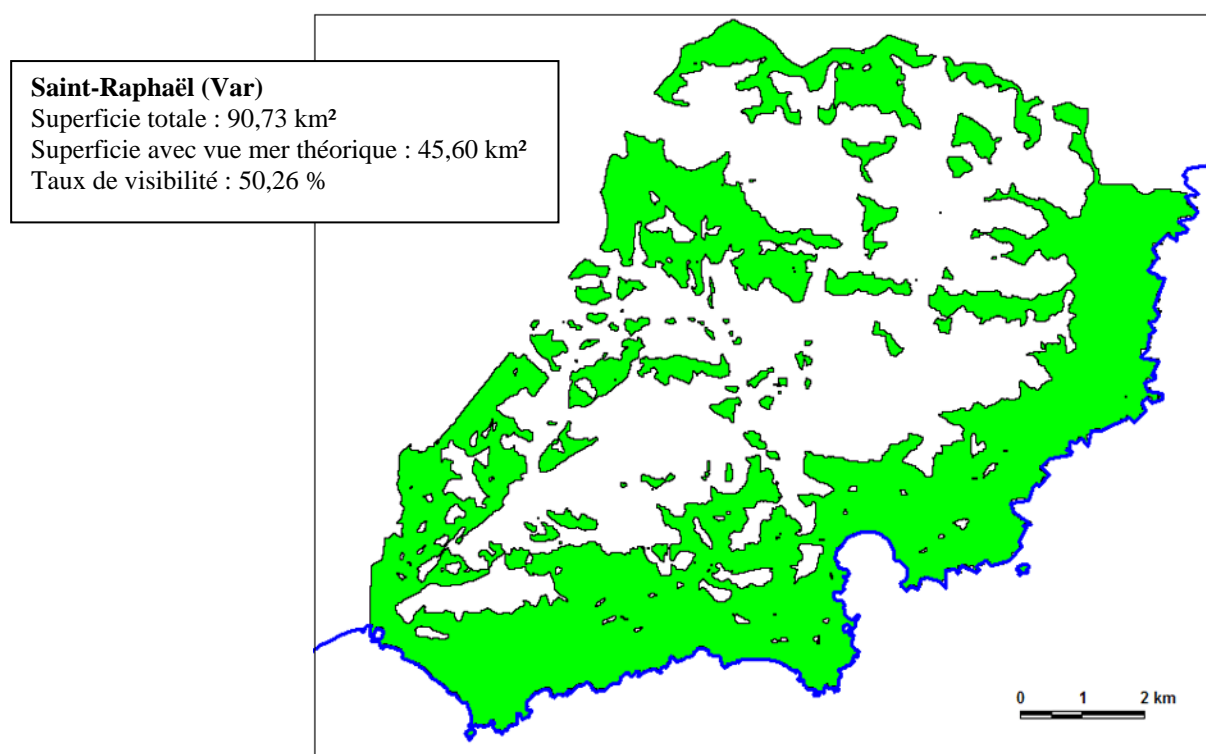 Saint-Raphaël (Var)
Superficie totale : 90,73 km²
Superficie avec vue mer théorique : 45,60 km²
Taux de visibilité : 50,26 %
0 1 2 km